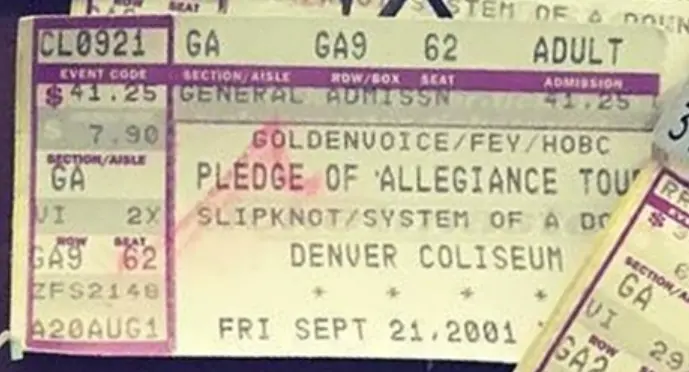 SYSTEM OF A DOWN
SEAT
CL0921 GA GA9 62 ADULT
EVENT CODE SECTION/AISLE ROW/BOX SEAT ADMISSION
$ 41.25 GENERAL ADMISSN 41.25
$ 7.90 GOLDENVOICE/FEY/HOBC
SECTION/AISLE
GA PLEDGE OF ALLEGIANCE TOU
VI 2X SLIPKNOT/SYSTEM OF A DO
ROW SEAT
GA9 62 DENVER COLISEUM
ZFS2148 * * * *
A20AUG1 FRI SEPT 21,2001
$
SECTION/A
GA
VI
ROW 29
GA2